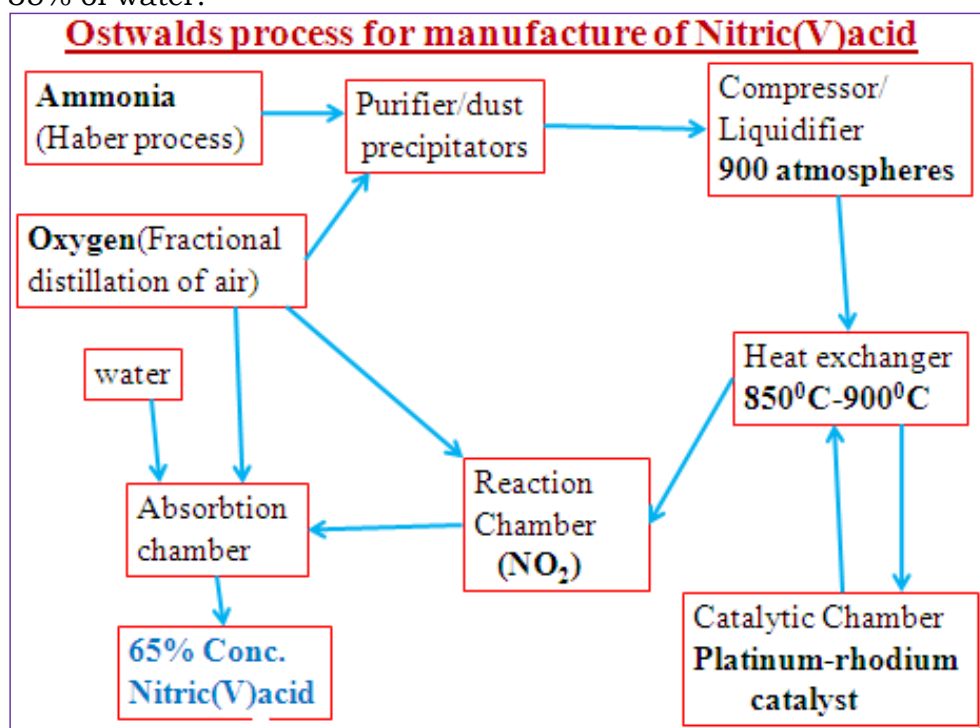 Ostwalds process for manufacture of Nitric(V)acid
Ammonia
(Haber process)
Purifier/dust
precipitators
Compressor/
Liquidifier
900 atmospheres
Oxygen(Fractional
distillation of air)
water
Heat exchanger
850⁰C-900⁰C
Absorbtion
chamber
Reaction
Chamber
(NO₂)
Catalytic Chamber
Platinum-rhodium
catalyst
65% Conc.
Nitric(V)acid